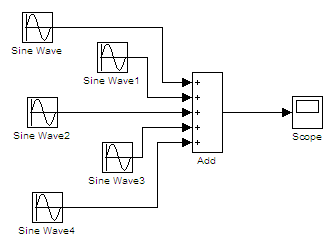 Sine Wave
Sine Wave1
Sine Wave2
Sine Wave3
Sine Wave4
+
+
+
+
+
Add
Scope